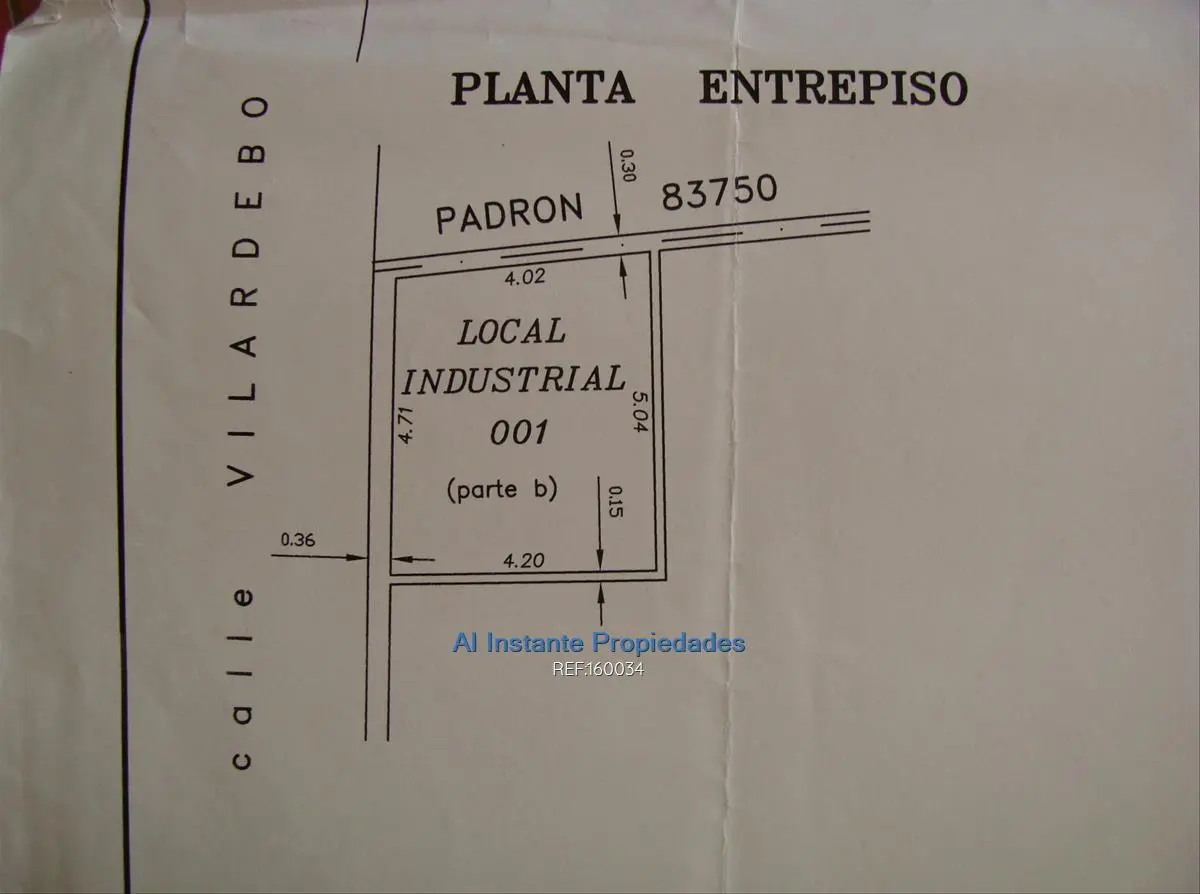 PLANTA ENTREPISO
calle VILARDEBO
PADRON 83750
0.30
4.02
LOCAL
INDUSTRIAL
001
(parte b)
4.71
5.04
0.15
0.36
4.20
Al Instante Propiedades
REF:160034